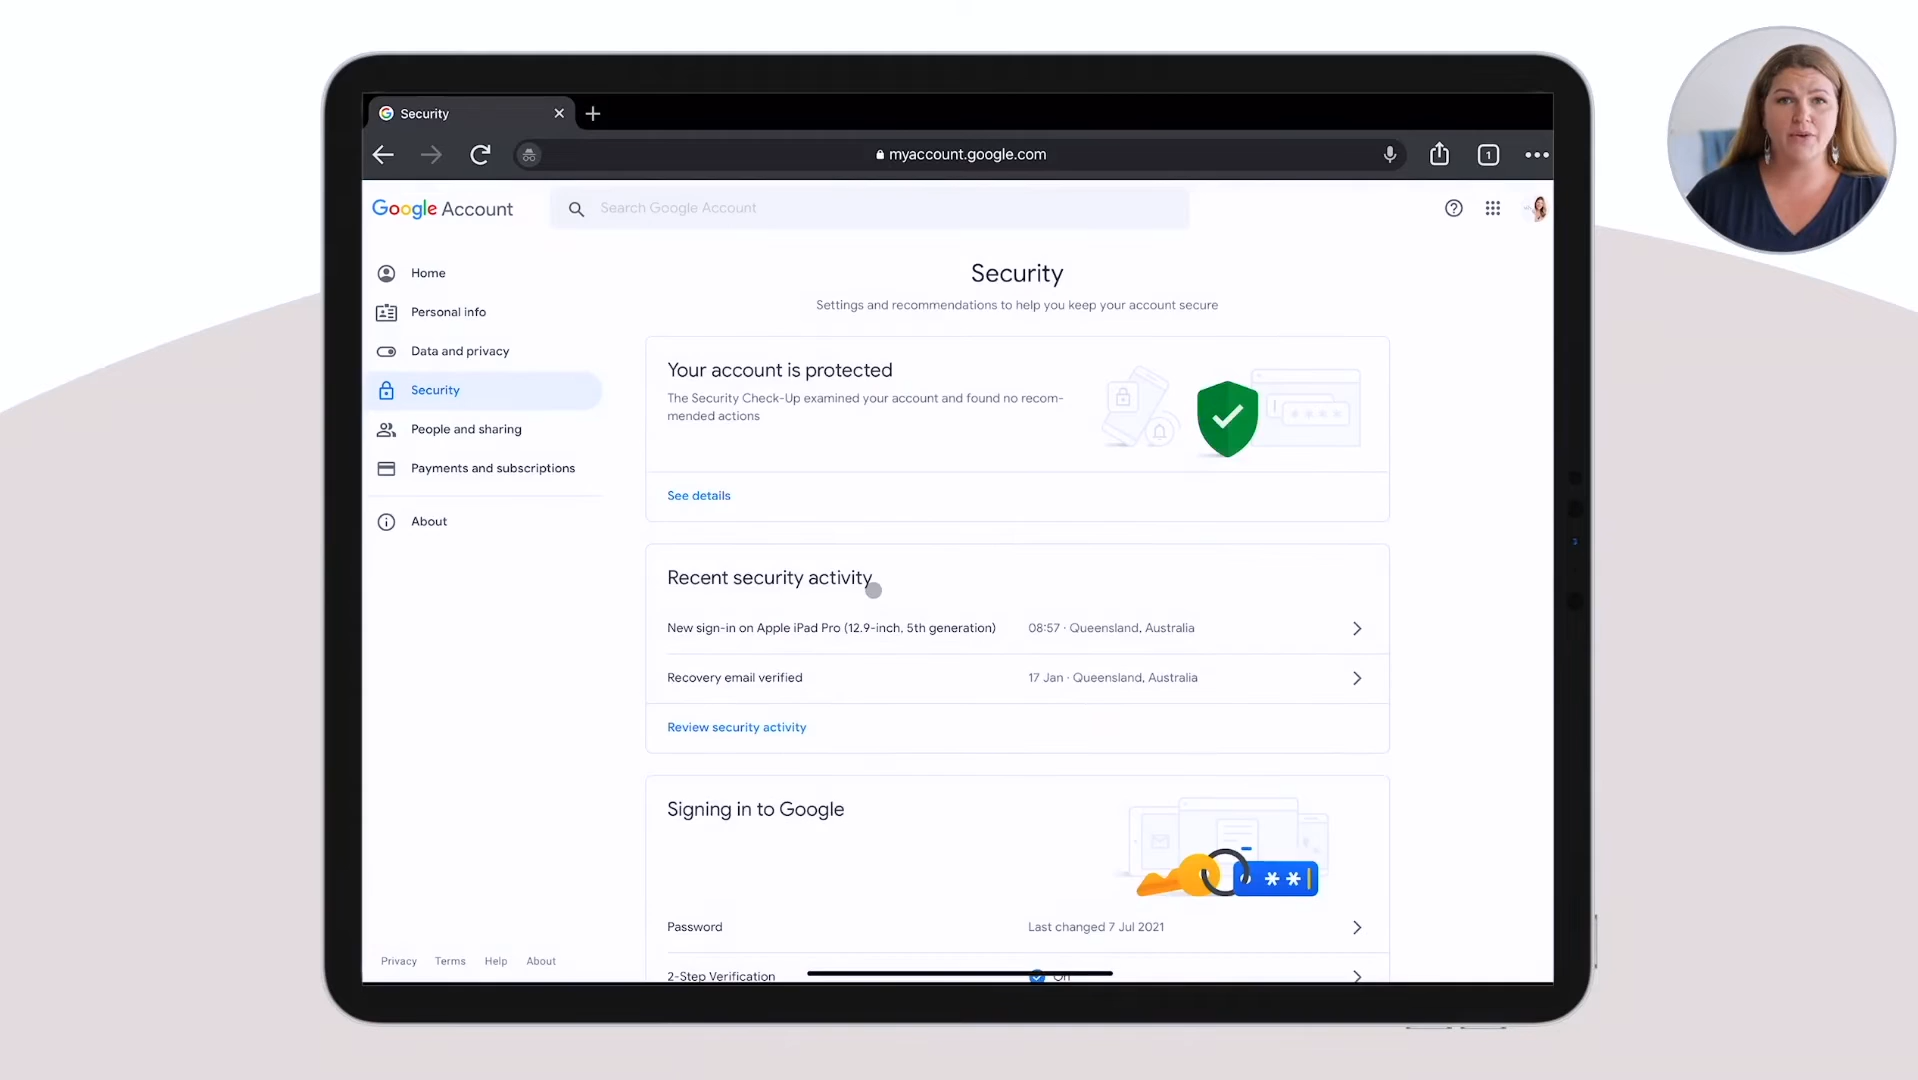 Security
myaccount.google.com
1
Google Account
Search Google Account
Home
Personal info
Data and privacy
Security
People and sharing
Payments and subscriptions
About
Security
Settings and recommendations to help you keep your account secure
Your account is protected
The Security Check-Up examined your account and found no recom-
mended actions
See details
Recent security activity
New sign-in on Apple iPad Pro (12.9-inch, 5th generation) 08:57 · Queensland, Australia
Recovery email verified 17 Jan · Queensland, Australia
Review security activity
Signing in to Google
Password Last changed 7 Jul 2021
2-Step Verification On
Privacy Terms Help About